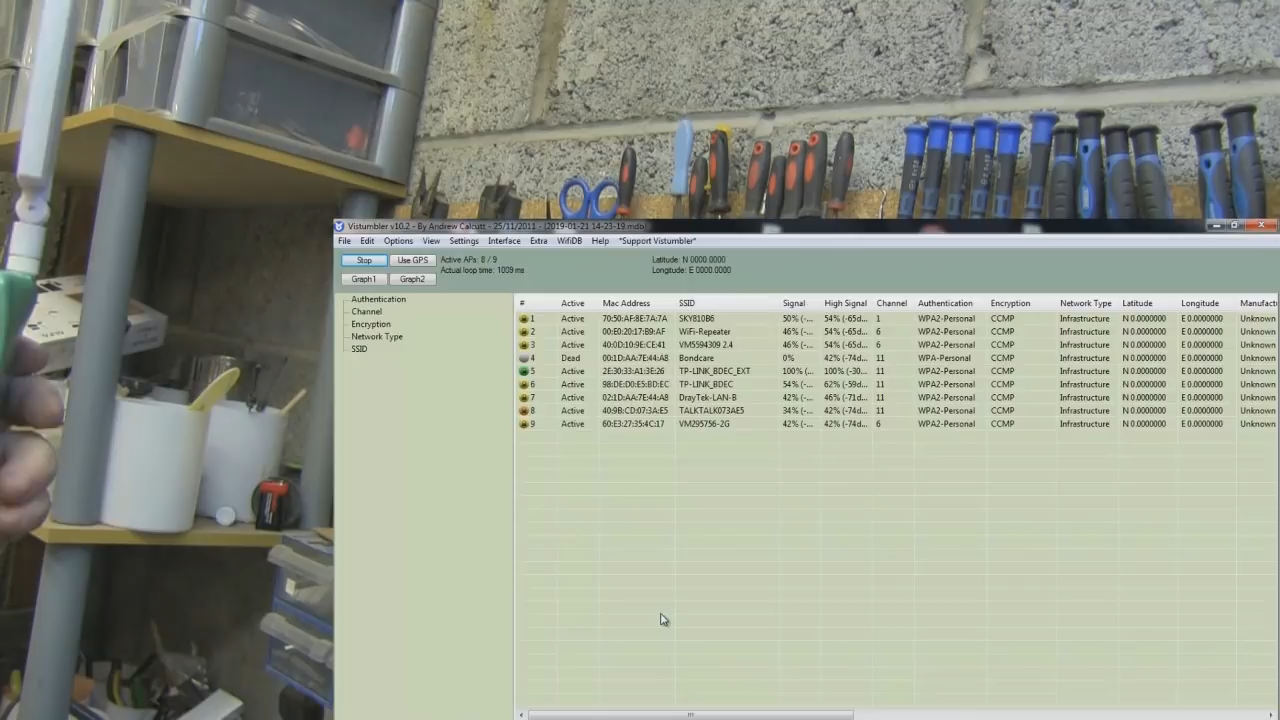 Vistumbler v10.2 - By Andrew Calcutt - 25/11/2011 - (2019-01-21 14-23-19.mdb)
File Edit Options View Settings Interface Extra WifiDB Help *Support Vistumbler*
Stop Use GPS Active APs: 8 / 9 Latitude: N 0000.0000
Actual loop time: 1009 ms Longitude: E 0000.0000
Graph1 Graph2
Authentication
Channel
Encryption
Network Type
SSID
# Active Mac Address SSID Signal High Signal Channel Authentication Encryption Network Type Latitude Longitude Manufact
1 Active 70:50:AF:8E:7A:7A SKY810B6 50% (-... 54% (-65d... 1 WPA2-Personal CCMP Infrastructure N 0.0000000 E 0.0000000 Unknown
2 Active 00:E0:20:17:B9:AF WiFi-Repeater 46% (-... 54% (-65d... 6 WPA2-Personal CCMP Infrastructure N 0.0000000 E 0.0000000 Unknown
3 Active 40:0D:10:9E:CE:41 VM5594309 2.4 46% (-... 54% (-65d... 6 WPA2-Personal CCMP Infrastructure N 0.0000000 E 0.0000000 Unknown
4 Dead 00:1D:AA:7E:44:A8 Bondcare 0% 42% (-74d... 11 WPA-Personal CCMP Infrastructure N 0.0000000 E 0.0000000 Unknown
5 Active 2E:30:33:A1:3E:26 TP-LINK_BDEC_EXT 100% (... 100% (-30... 11 WPA2-Personal CCMP Infrastructure N 0.0000000 E 0.0000000 Unknown
6 Active 98:DE:D0:E5:BD:EC TP-LINK_BDEC 54% (-... 62% (-59d... 11 WPA2-Personal CCMP Infrastructure N 0.0000000 E 0.0000000 Unknown
7 Active 02:1D:AA:7E:44:A8 DrayTek-LAN-B 42% (-... 46% (-71d... 11 WPA2-Personal CCMP Infrastructure N 0.0000000 E 0.0000000 Unknown
8 Active 40:9B:CD:07:3A:E5 TALKTALK073AE5 34% (-... 42% (-74d... 11 WPA2-Personal CCMP Infrastructure N 0.0000000 E 0.0000000 Unknown
9 Active 60:E3:27:35:4C:17 VM295756-2G 42% (-... 42% (-74d... 6 WPA2-Personal CCMP Infrastructure N 0.0000000 E 0.0000000 Unknown